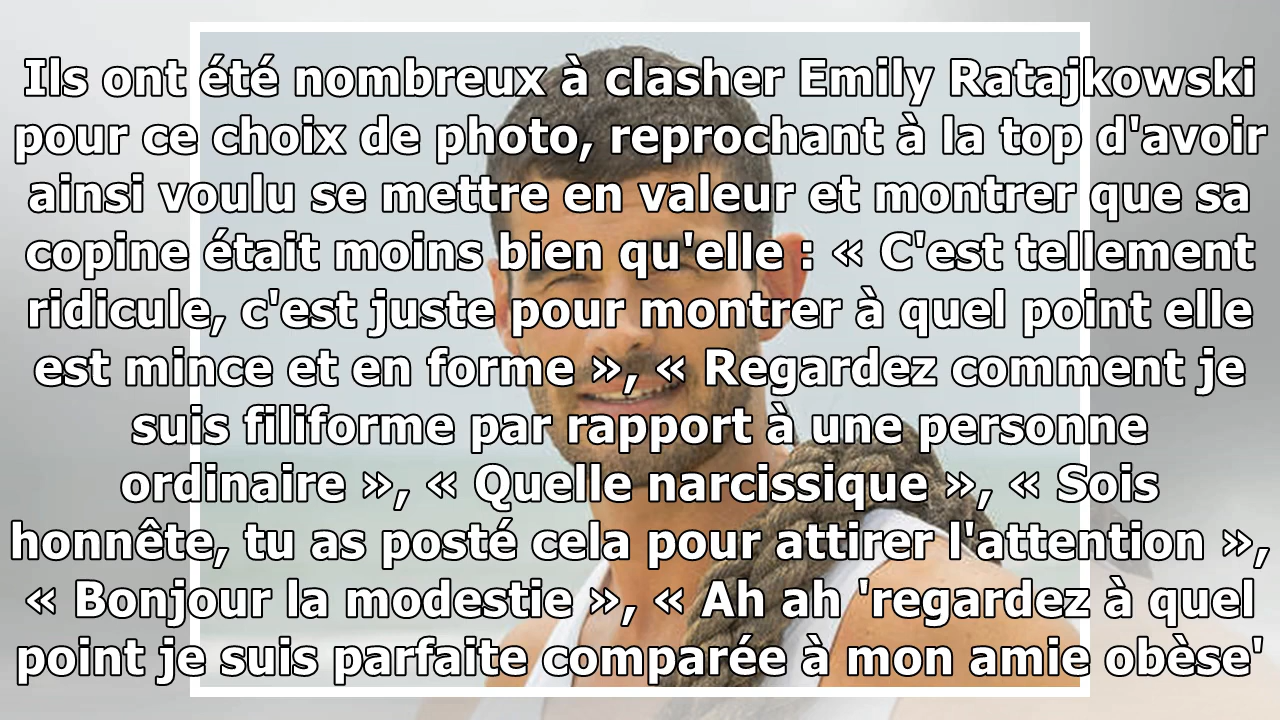 Ils ont été nombreux à clasher Emily Ratajkowski
pour ce choix de photo, reprochant à la top d'avoir
ainsi voulu se mettre en valeur et montrer que sa
copine était moins bien qu'elle : « C'est tellement
ridicule, c'est juste pour montrer à quel point elle
est mince et en forme », « Regardez comment je
suis filiforme par rapport à une personne
ordinaire », « Quelle narcissique », « Sois
honnête, tu as posté cela pour attirer l'attention »,
« Bonjour la modestie », « Ah ah 'regardez à quel
point je suis parfaite comparée à mon amie obèse'